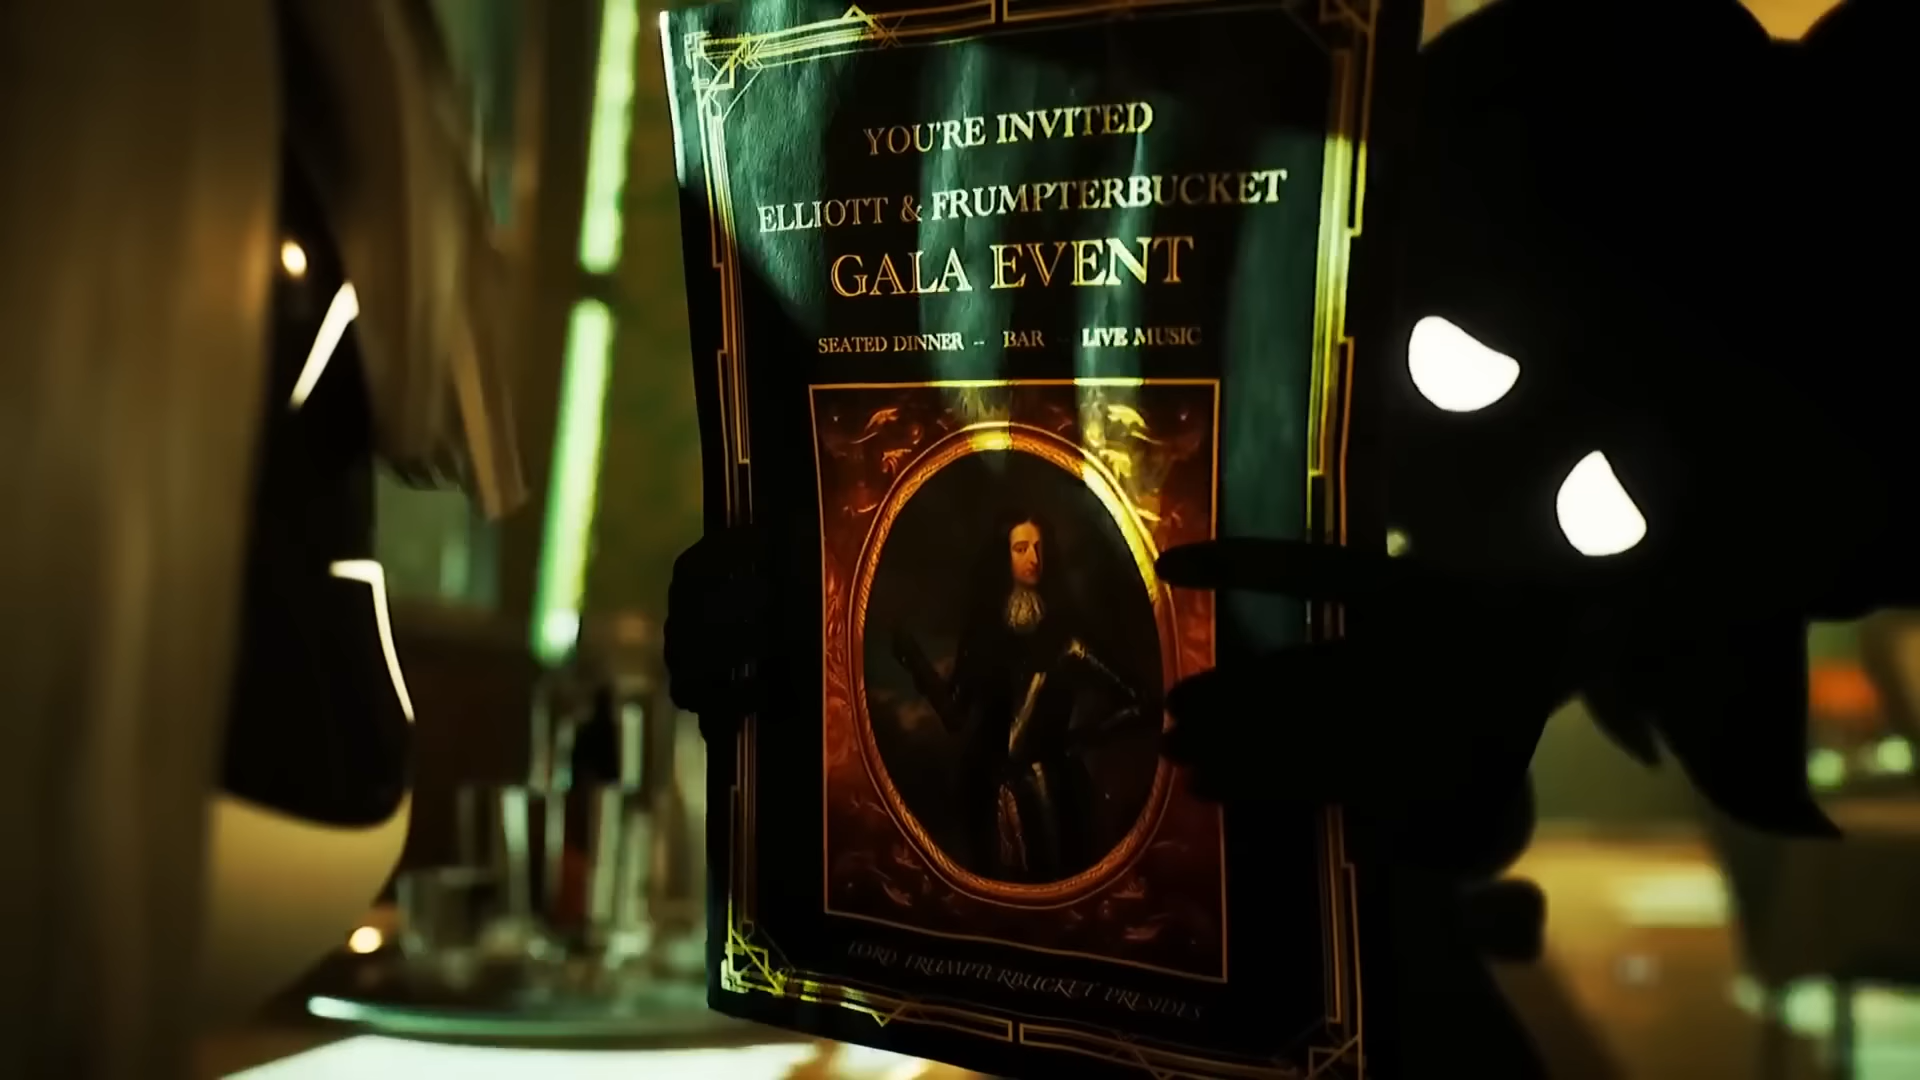 YOU'RE INVITED
ELLIOTT & FRUMPTERBUCKET
GALA EVENT
SEATED DINNER - BAR - LIVE MUSIC
LORD FRUMPTERBUCKET PRESIDES